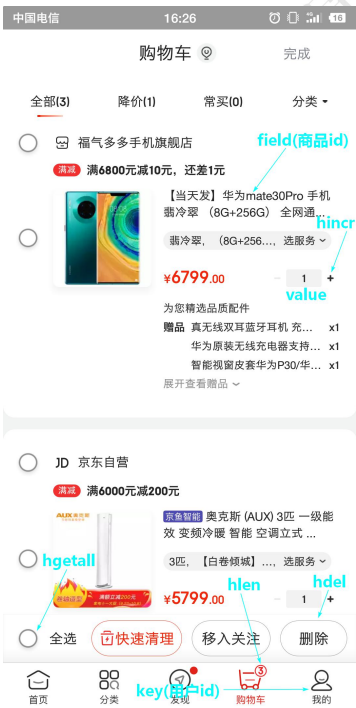 中国电信 16:26 16
购物车 完成
全部(3) 降价(1) 常买(0) 分类
福气多多手机旗舰店
field(商品id)
满减 满6800元减10元，还差1元
【当天发】华为mate30Pro 手机
翡冷翠 （8G+256G） 全网通...
hincr
翡冷翠，（8G+256...，选服务
¥6799.00 1 +
value
为您精选品质配件
赠品 真无线双耳蓝牙耳机 充... x1
华为原装无线充电器支持... x1
智能视窗皮套华为P30/华... x1
展开查看赠品
JD 京东自营
满减 满6000元减200元
AUX奥克斯
京鱼智能 奥克斯 (AUX) 3匹 一级能
效 变频冷暖 智能 空调立式 ...
hgetall
3匹，【白卷倾城】...，选服务
hlen
hdel
¥5799.00 1 +
全选 快速清理 移入关注 删除
3
首页 分类 发现 购物车 我的
key(用户id)